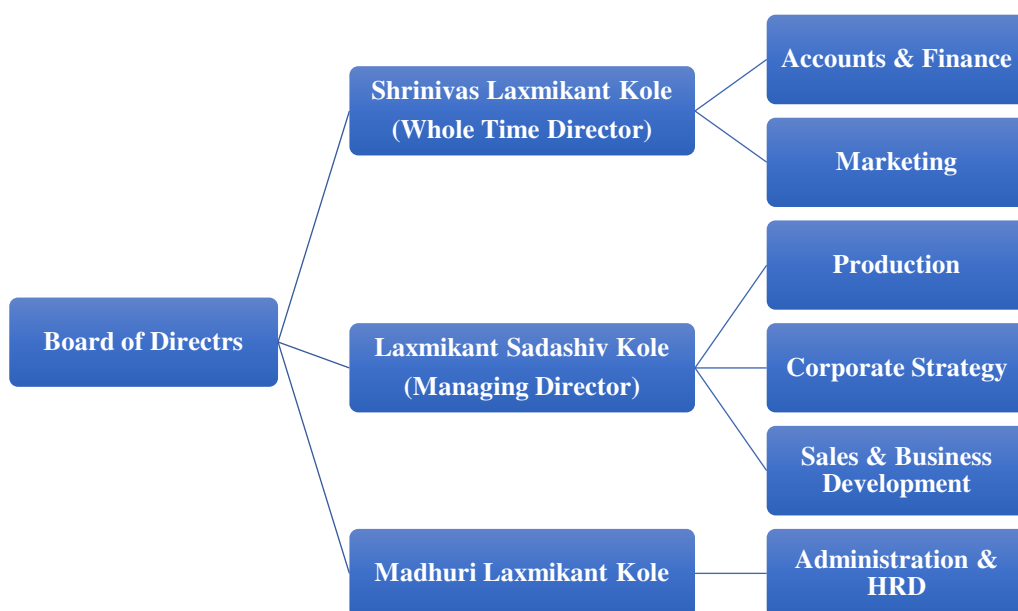 Board of Directrs
Shrinivas Laxmikant Kole
(Whole Time Director)
Accounts & Finance
Marketing
Laxmikant Sadashiv Kole
(Managing Director)
Production
Corporate Strategy
Sales & Business
Development
Madhuri Laxmikant Kole
Administration &
HRD